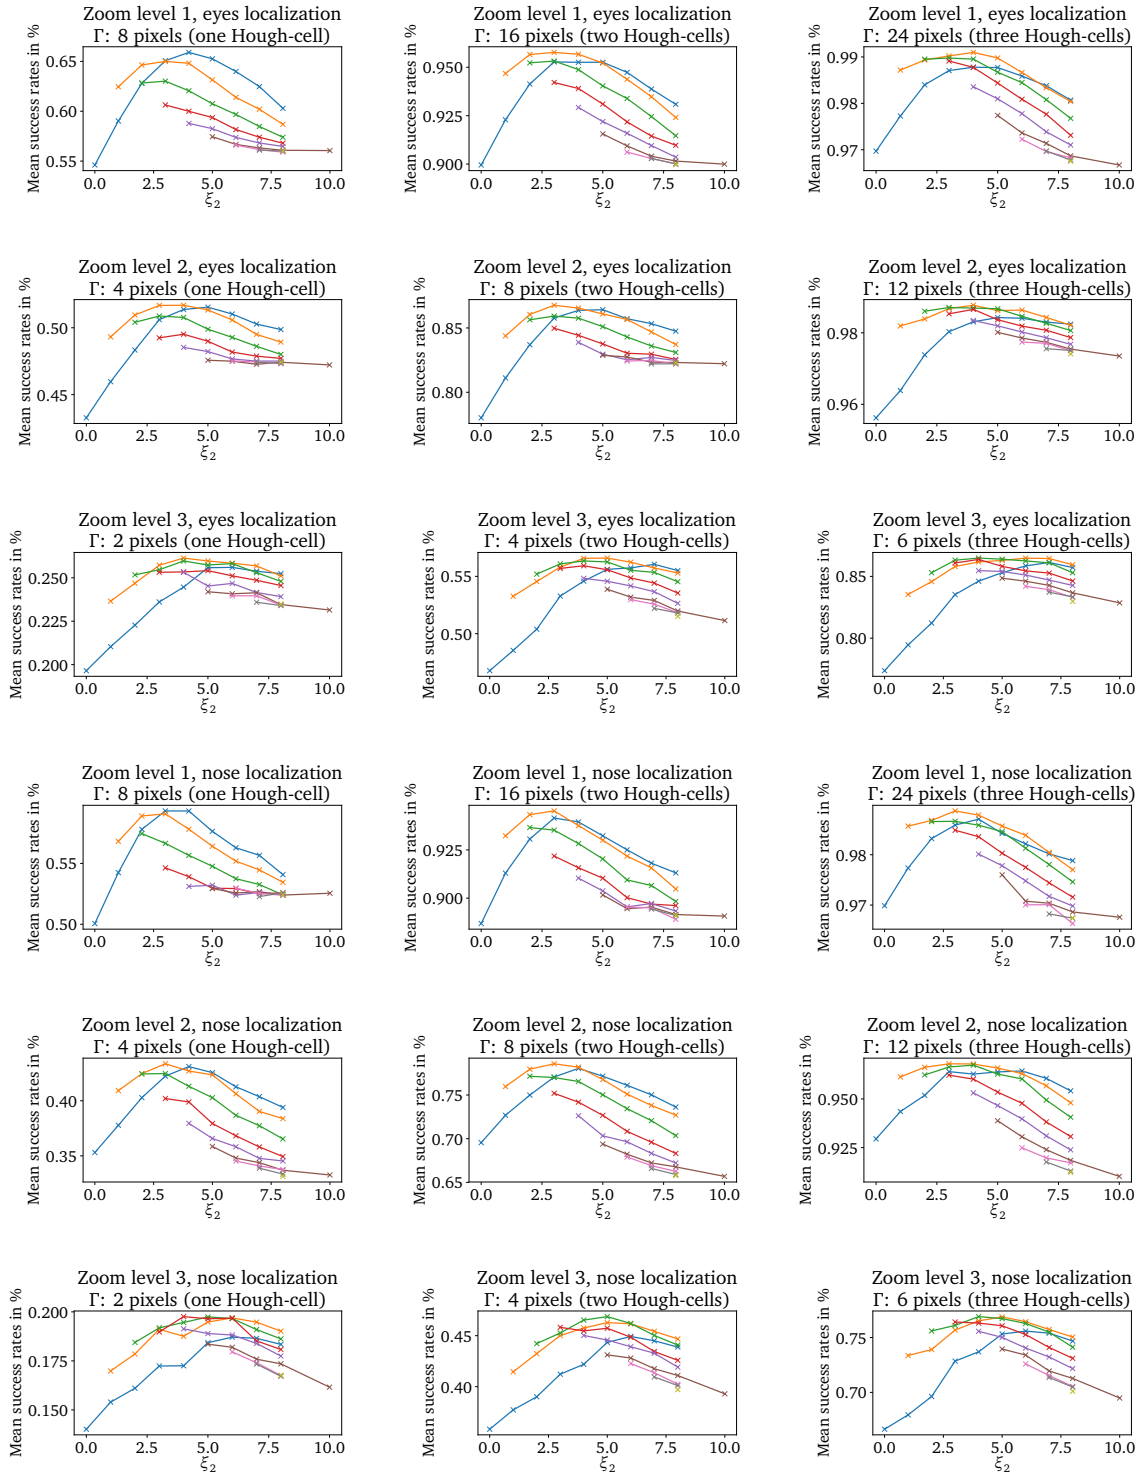 Zoom level 1, eyes localization
Γ: 8 pixels (one Hough-cell)
Mean success rates in %
0.65
0.60
0.55
0.0 2.5 5.0 7.5 10.0
ξ₂
Zoom level 1, eyes localization
Γ: 16 pixels (two Hough-cells)
Mean success rates in %
0.950
0.925
0.900
0.0 2.5 5.0 7.5 10.0
ξ₂
Zoom level 1, eyes localization
Γ: 24 pixels (three Hough-cells)
Mean success rates in %
0.99
0.98
0.97
0.0 2.5 5.0 7.5 10.0
ξ₂
Zoom level 2, eyes localization
Γ: 4 pixels (one Hough-cell)
Mean success rates in %
0.50
0.45
0.0 2.5 5.0 7.5 10.0
ξ₂
Zoom level 2, eyes localization
Γ: 8 pixels (two Hough-cells)
Mean success rates in %
0.85
0.80
0.0 2.5 5.0 7.5 10.0
ξ₂
Zoom level 2, eyes localization
Γ: 12 pixels (three Hough-cells)
Mean success rates in %
0.98
0.96
0.0 2.5 5.0 7.5 10.0
ξ₂
Zoom level 3, eyes localization
Γ: 2 pixels (one Hough-cell)
Mean success rates in %
0.250
0.225
0.200
0.0 2.5 5.0 7.5 10.0
ξ₂
Zoom level 3, eyes localization
Γ: 4 pixels (two Hough-cells)
Mean success rates in %
0.55
0.50
0.0 2.5 5.0 7.5 10.0
ξ₂
Zoom level 3, eyes localization
Γ: 6 pixels (three Hough-cells)
Mean success rates in %
0.85
0.80
0.0 2.5 5.0 7.5 10.0
ξ₂
Zoom level 1, nose localization
Γ: 8 pixels (one Hough-cell)
Mean success rates in %
0.55
0.50
0.0 2.5 5.0 7.5 10.0
ξ₂
Zoom level 1, nose localization
Γ: 16 pixels (two Hough-cells)
Mean success rates in %
0.925
0.900
0.0 2.5 5.0 7.5 10.0
ξ₂
Zoom level 1, nose localization
Γ: 24 pixels (three Hough-cells)
Mean success rates in %
0.98
0.97
0.0 2.5 5.0 7.5 10.0
ξ₂
Zoom level 2, nose localization
Γ: 4 pixels (one Hough-cell)
Mean success rates in %
0.40
0.35
0.0 2.5 5.0 7.5 10.0
ξ₂
Zoom level 2, nose localization
Γ: 8 pixels (two Hough-cells)
Mean success rates in %
0.75
0.70
0.65
0.0 2.5 5.0 7.5 10.0
ξ₂
Zoom level 2, nose localization
Γ: 12 pixels (three Hough-cells)
Mean success rates in %
0.950
0.925
0.0 2.5 5.0 7.5 10.0
ξ₂
Zoom level 3, nose localization
Γ: 2 pixels (one Hough-cell)
Mean success rates in %
0.200
0.175
0.150
0.0 2.5 5.0 7.5 10.0
ξ₂
Zoom level 3, nose localization
Γ: 4 pixels (two Hough-cells)
Mean success rates in %
0.45
0.40
0.0 2.5 5.0 7.5 10.0
ξ₂
Zoom level 3, nose localization
Γ: 6 pixels (three Hough-cells)
Mean success rates in %
0.75
0.70
0.0 2.5 5.0 7.5 10.0
ξ₂